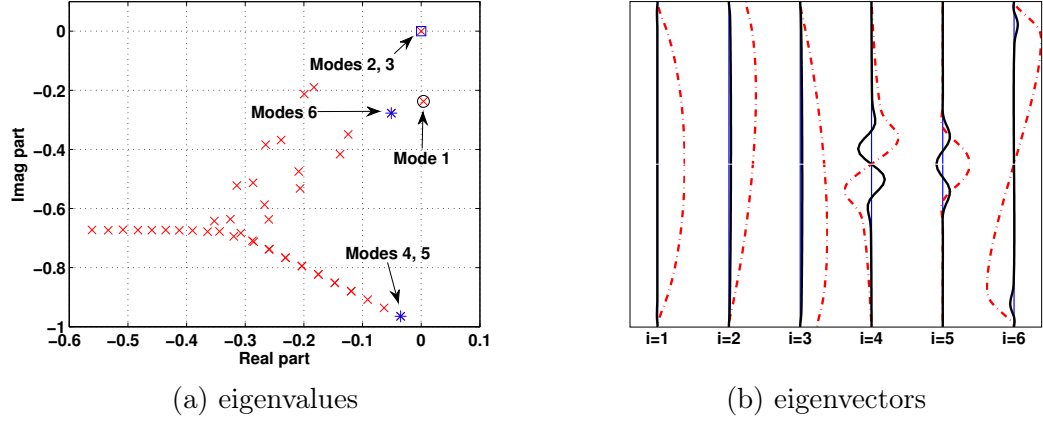 0
Modes 2, 3
−0.2
Modes 6
Mode 1
−0.4
Imag part
−0.6
Modes 4, 5
−0.8
−1
−0.6 −0.5 −0.4 −0.3 −0.2 −0.1 0 0.1
Real part
i=1 i=2 i=3 i=4 i=5 i=6
(a) eigenvalues
(b) eigenvectors